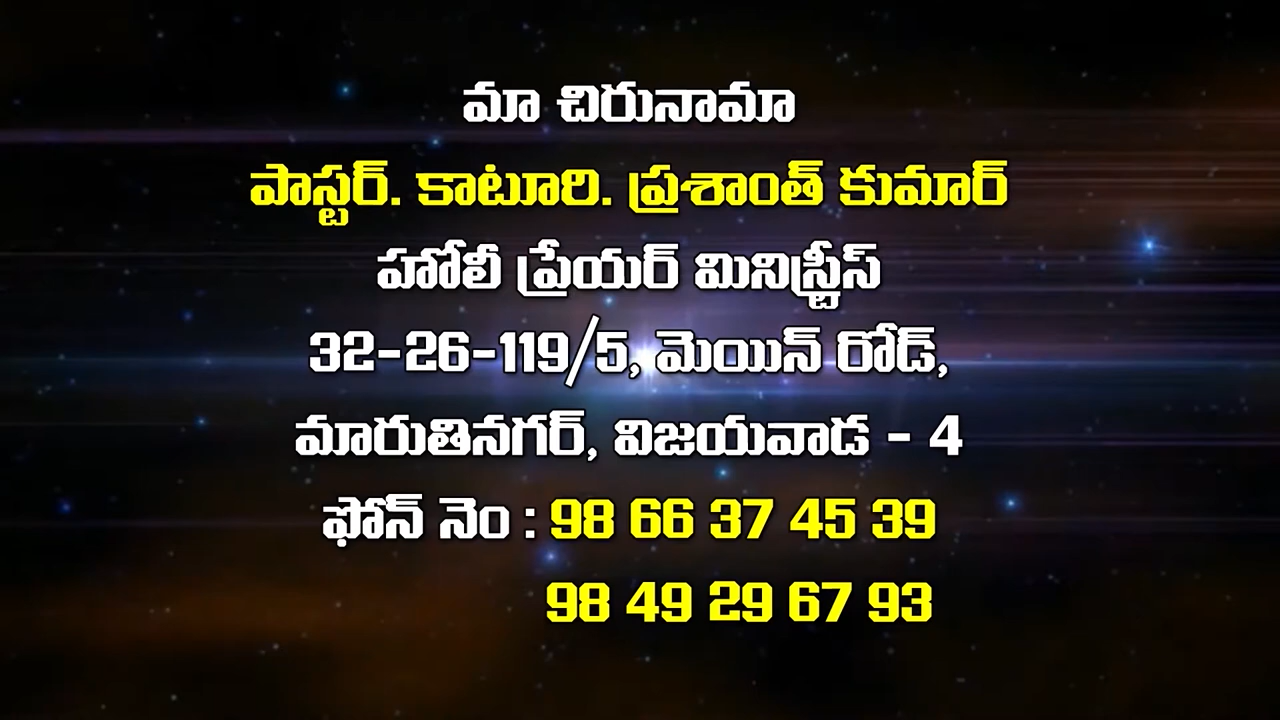 మా చిరునామా
పాస్టర్. కాటూరి. ప్రశాంత్ కుమార్
హోలీ ప్రేయర్ మినిస్ట్రీస్
32-26-119/5, మెయిన్ రోడ్,
మారుతినగర్, విజయవాడ - 4
ఫోన్ నెం : 98 66 37 45 39
98 49 29 67 93